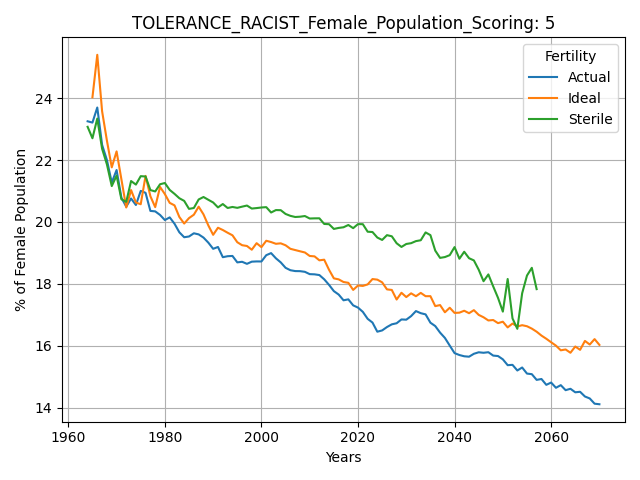 TOLERANCE_RACIST_Female_Population_Scoring: 5
Fertility
Actual
Ideal
Sterile
% of Female Population
24
22
20
18
16
14
1960
1980
2000
2020
2040
2060
Years